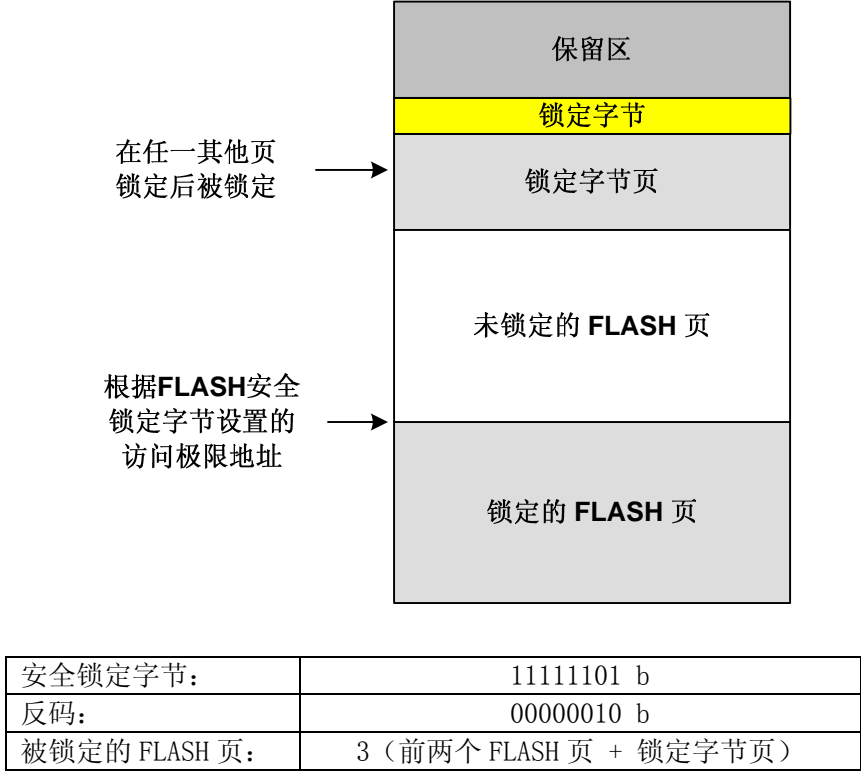 保留区
锁定字节
在任一其他页
锁定后被锁定
锁定字节页
未锁定的 FLASH 页
根据FLASH安全
锁定字节设置的
访问极限地址
锁定的 FLASH 页
安全锁定字节: 11111101 b
反码: 00000010 b
被锁定的 FLASH 页: 3（前两个 FLASH 页 + 锁定字节页）